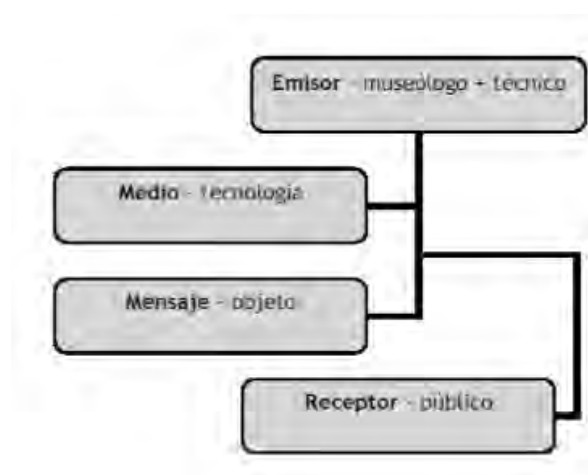 Emisor - museólogo + técnico
Medio - tecnología
Mensaje - objeto
Receptor - público